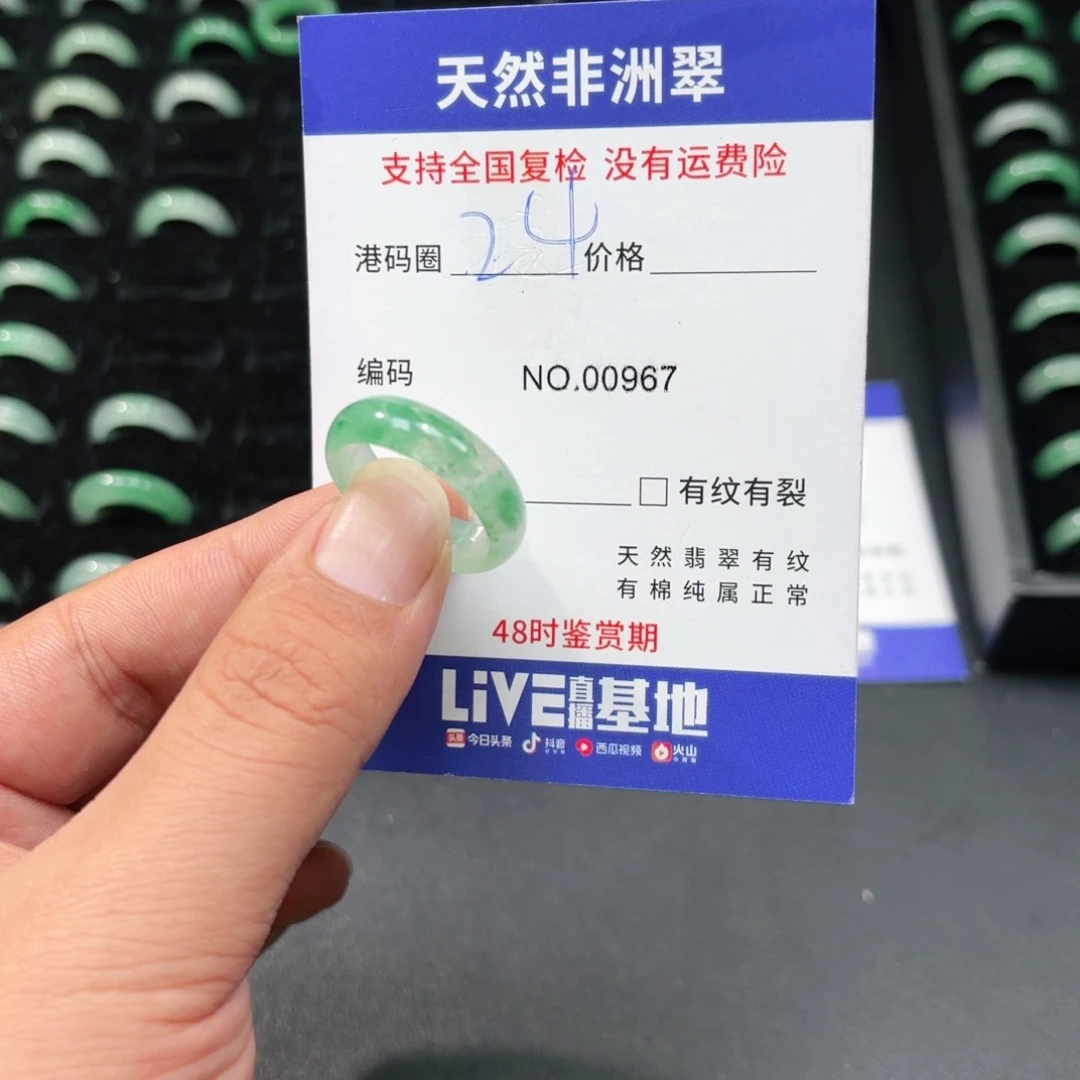 天然非洲翠
支持全国复检 没有运费险
港码圈 24 价格
编码 NO.00967
□ 有纹有裂
天然翡翠有纹
有棉纯属正常
48时鉴赏期
LiVE直播基地
头条 今日头条 抖音 西瓜视频 火山